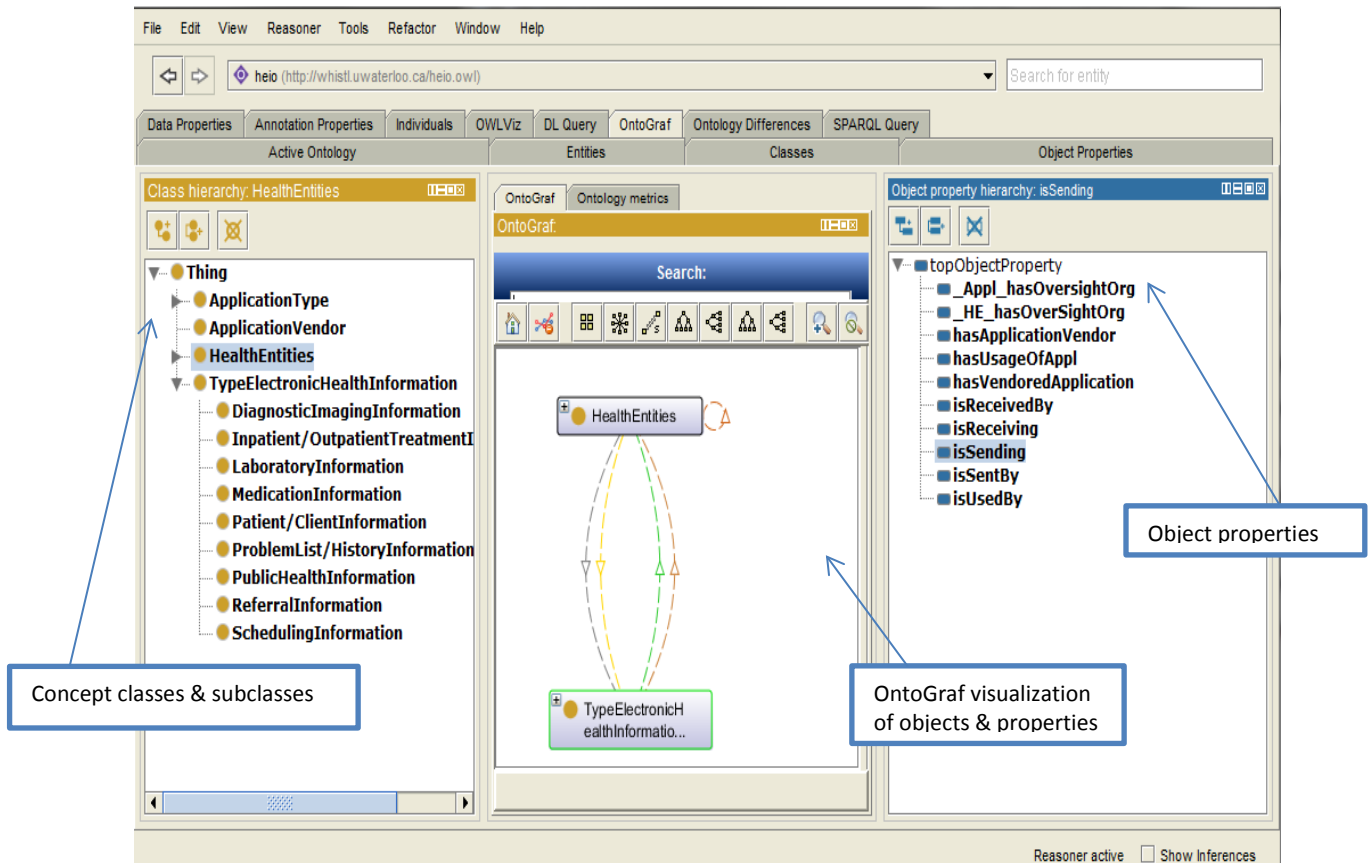 File Edit View Reasoner Tools Refactor Window Help
heio (http://whistl.uwaterloo.ca/heio.owl)
Search for entity
Data Properties Annotation Properties Individuals OWLViz DL Query OntoGraf Ontology Differences SPARQL Query
Active Ontology Entities Classes Object Properties
Class hierarchy: HealthEntities
Thing
ApplicationType
ApplicationVendor
HealthEntities
TypeElectronicHealthInformation
DiagnosticImagingInformation
Inpatient/OutpatientTreatmentI
LaboratoryInformation
MedicationInformation
Patient/ClientInformation
ProblemList/HistoryInformation
PublicHealthInformation
ReferralInformation
SchedulingInformation
Concept classes & subclasses
OntoGraf Ontology metrics
OntoGraf:
Search:
HealthEntities
TypeElectronicH
ealthInformatio...
OntoGraf visualization
of objects & properties
Object property hierarchy: isSending
topObjectProperty
_Appl_hasOversightOrg
_HE_hasOverSightOrg
hasApplicationVendor
hasUsageOfAppl
hasVendoredApplication
isReceivedBy
isReceiving
isSending
isSentBy
isUsedBy
Object properties
Reasoner active Show Inferences